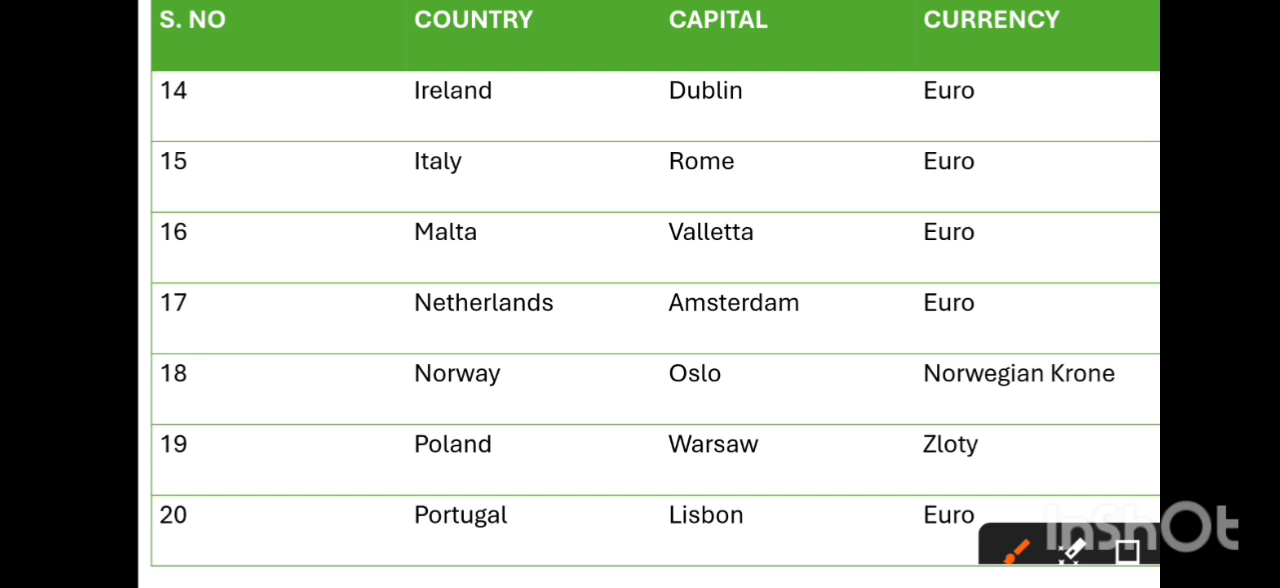 S. NO COUNTRY CAPITAL CURRENCY
14 Ireland Dublin Euro
15 Italy Rome Euro
16 Malta Valletta Euro
17 Netherlands Amsterdam Euro
18 Norway Oslo Norwegian Krone
19 Poland Warsaw Zloty
20 Portugal Lisbon Euro
InShOt